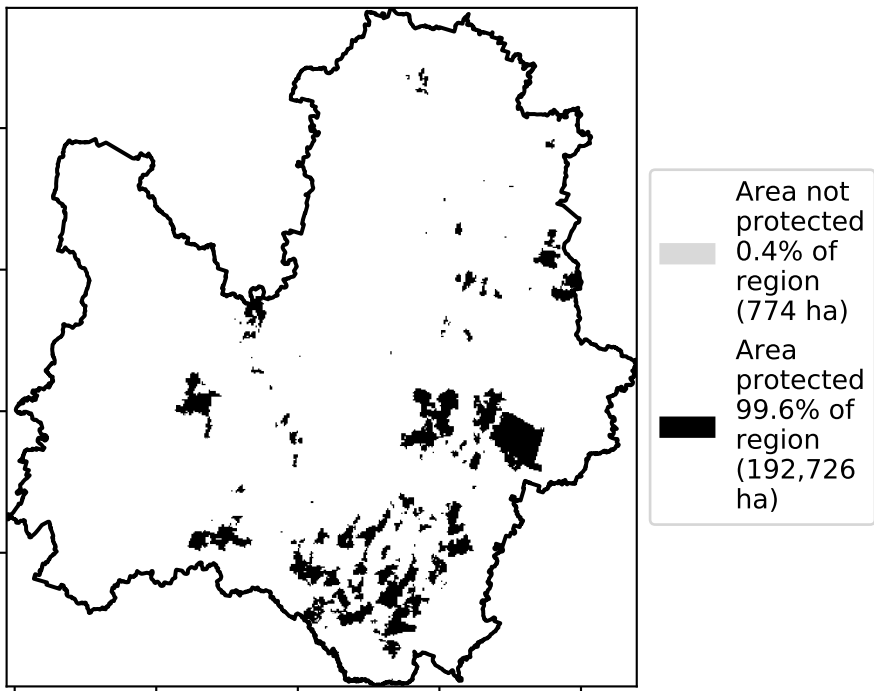 Area not
protected
0.4% of
region
(774 ha)
Area
protected
99.6% of
region
(192,726
ha)